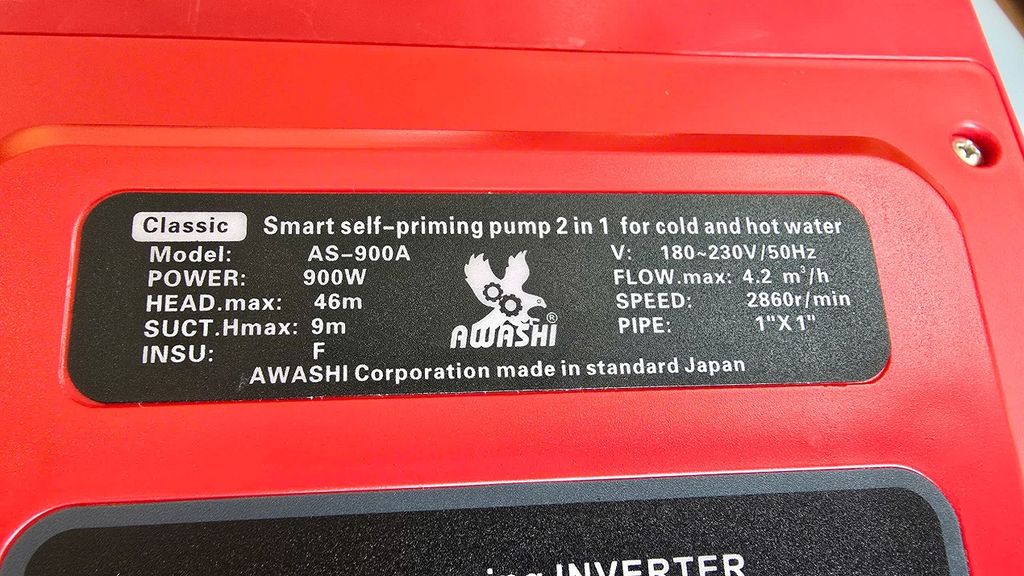 Classic Smart self-priming pump 2 in 1 for cold and hot water
Model: AS-900A V: 180~230V/50Hz
POWER: 900W FLOW.max: 4.2 m³/h
HEAD.max: 46m SPEED: 2860r/min
SUCT.Hmax: 9m PIPE: 1"X1"
INSU: F
AWASHI®
AWASHI Corporation made in standard Japan
INVERTER